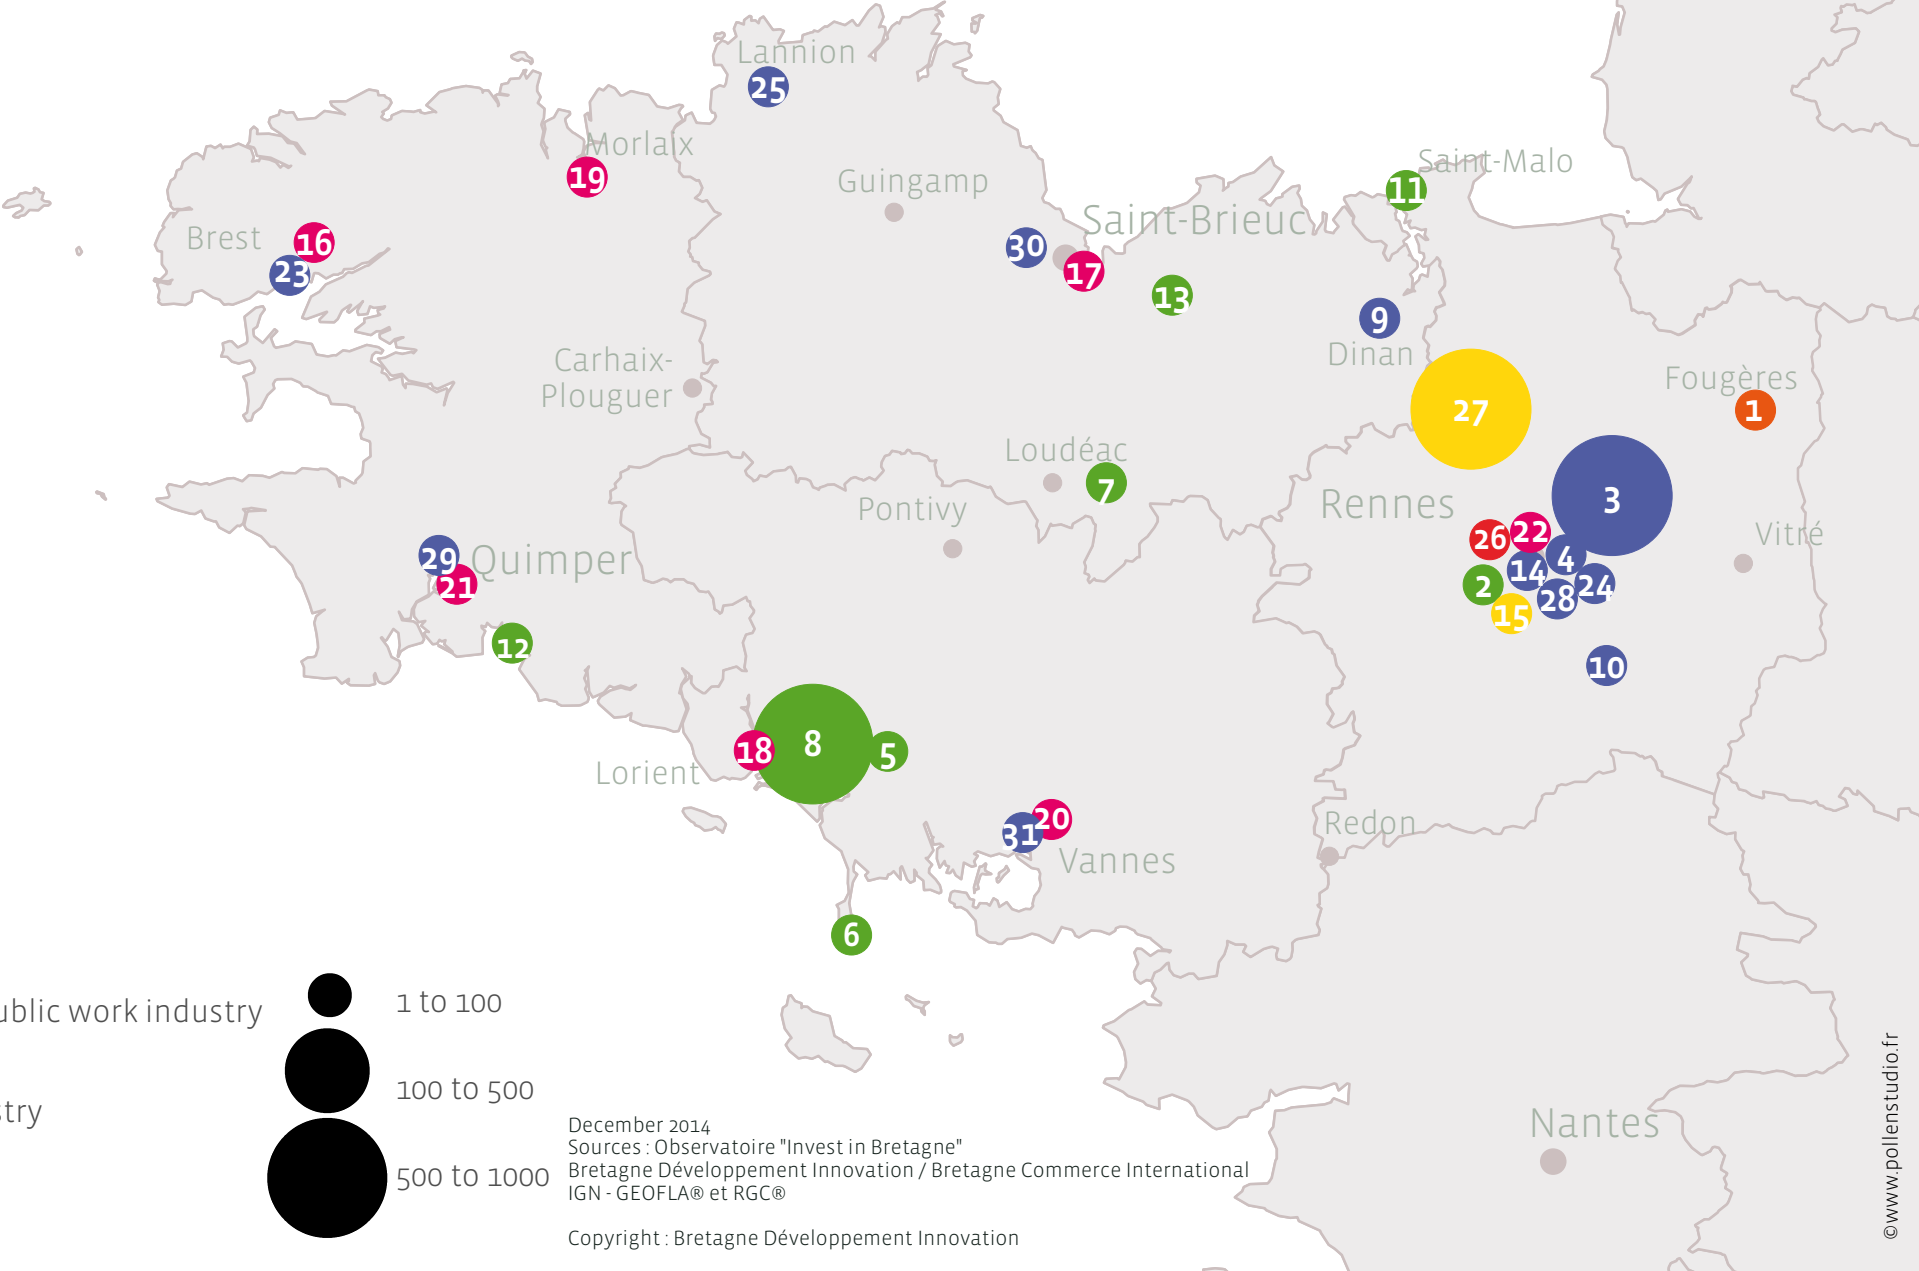 Lannion
25
Morlaix
19
Guingamp
Saint-Malo
11
Brest
16
23
Saint-Brieuc
30
17
13
9
Dinan
Carhaix-
Plouguer
27
Fougères
1
Loudéac
7
Pontivy
Rennes
3
26
22
4
14
24
2
28
15
Vitré
10
29
Quimper
21
12
18
8
5
Lorient
20
31
Vannes
Redon
6
ublic work industry
stry
1 to 100
100 to 500
500 to 1000
December 2014
Sources : Observatoire "Invest in Bretagne"
Bretagne Développement Innovation / Bretagne Commerce International
IGN - GEOFLA® et RGC®
Copyright : Bretagne Développement Innovation
Nantes
©www.pollenstudio.fr